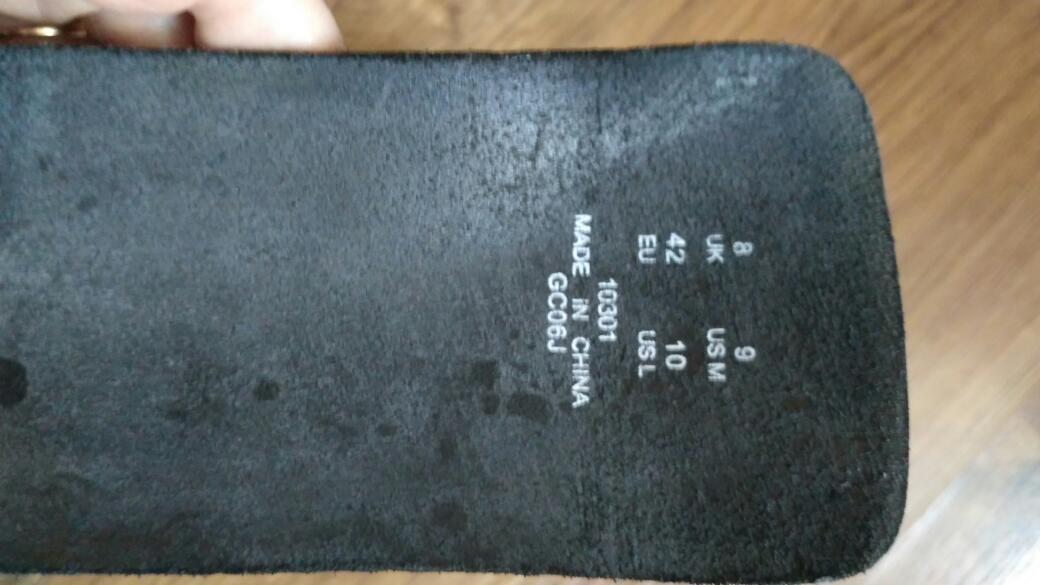 8 9
UK US M
42 10
EU US L
10301
MADE iN CHINA
GC06J